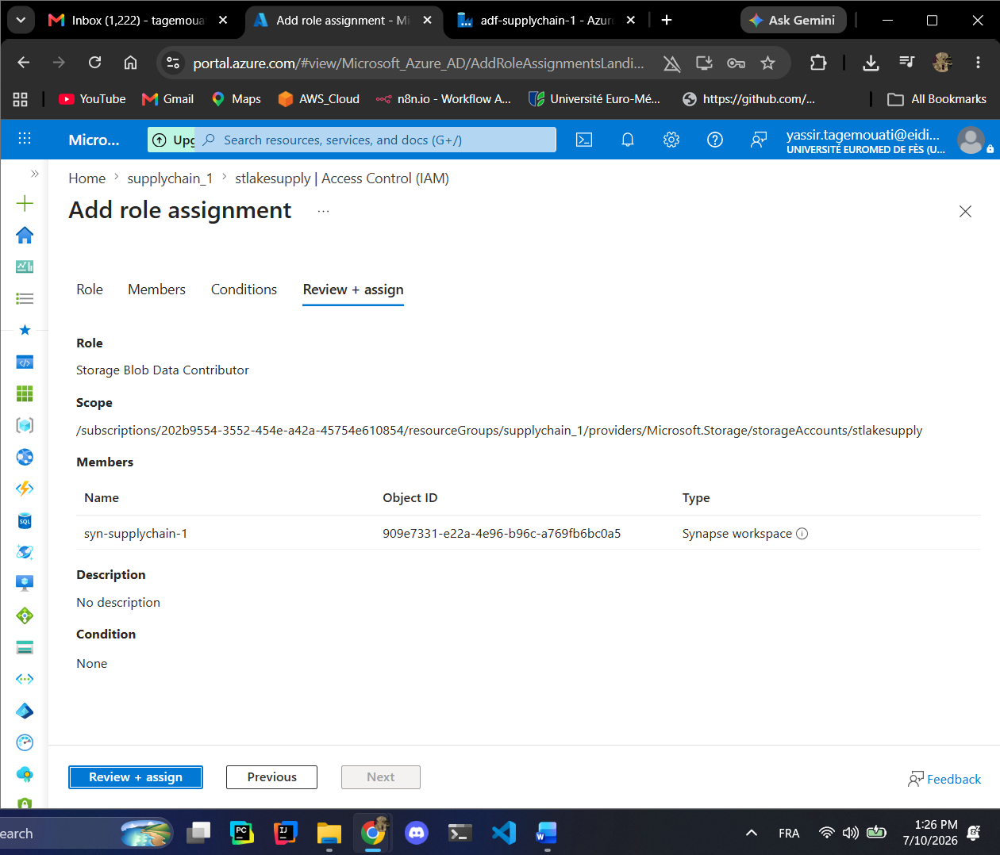 Inbox (1,222) - tagemoua
Add role assignment - Mi
adf-supplychain-1 - Azur
Ask Gemini
portal.azure.com/#view/Microsoft_Azure_AD/AddRoleAssignmentsLandi...
YouTube
Gmail
Maps
AWS_Cloud
n8n.io - Workflow A...
Université Euro-Mé...
https://github.com/...
All Bookmarks
Micro...
Upg
Search resources, services, and docs (G+/)
yassir.tagemouati@eidi...
UNIVERSITÉ EUROMED DE FÈS (U...
Home > supplychain_1 > stlakesupply | Access Control (IAM)
Add role assignment ...
Role
Members
Conditions
Review + assign
Role
Storage Blob Data Contributor
Scope
/subscriptions/202b9554-3552-454e-a42a-45754e610854/resourceGroups/supplychain_1/providers/Microsoft.Storage/storageAccounts/stlakesupply
Members
Name Object ID Type
syn-supplychain-1 909e7331-e22a-4e96-b96c-a769fb6bc0a5 Synapse workspace
Description
No description
Condition
None
Review + assign
Previous
Next
Feedback
earch
FRA
1:26 PM
7/10/2026